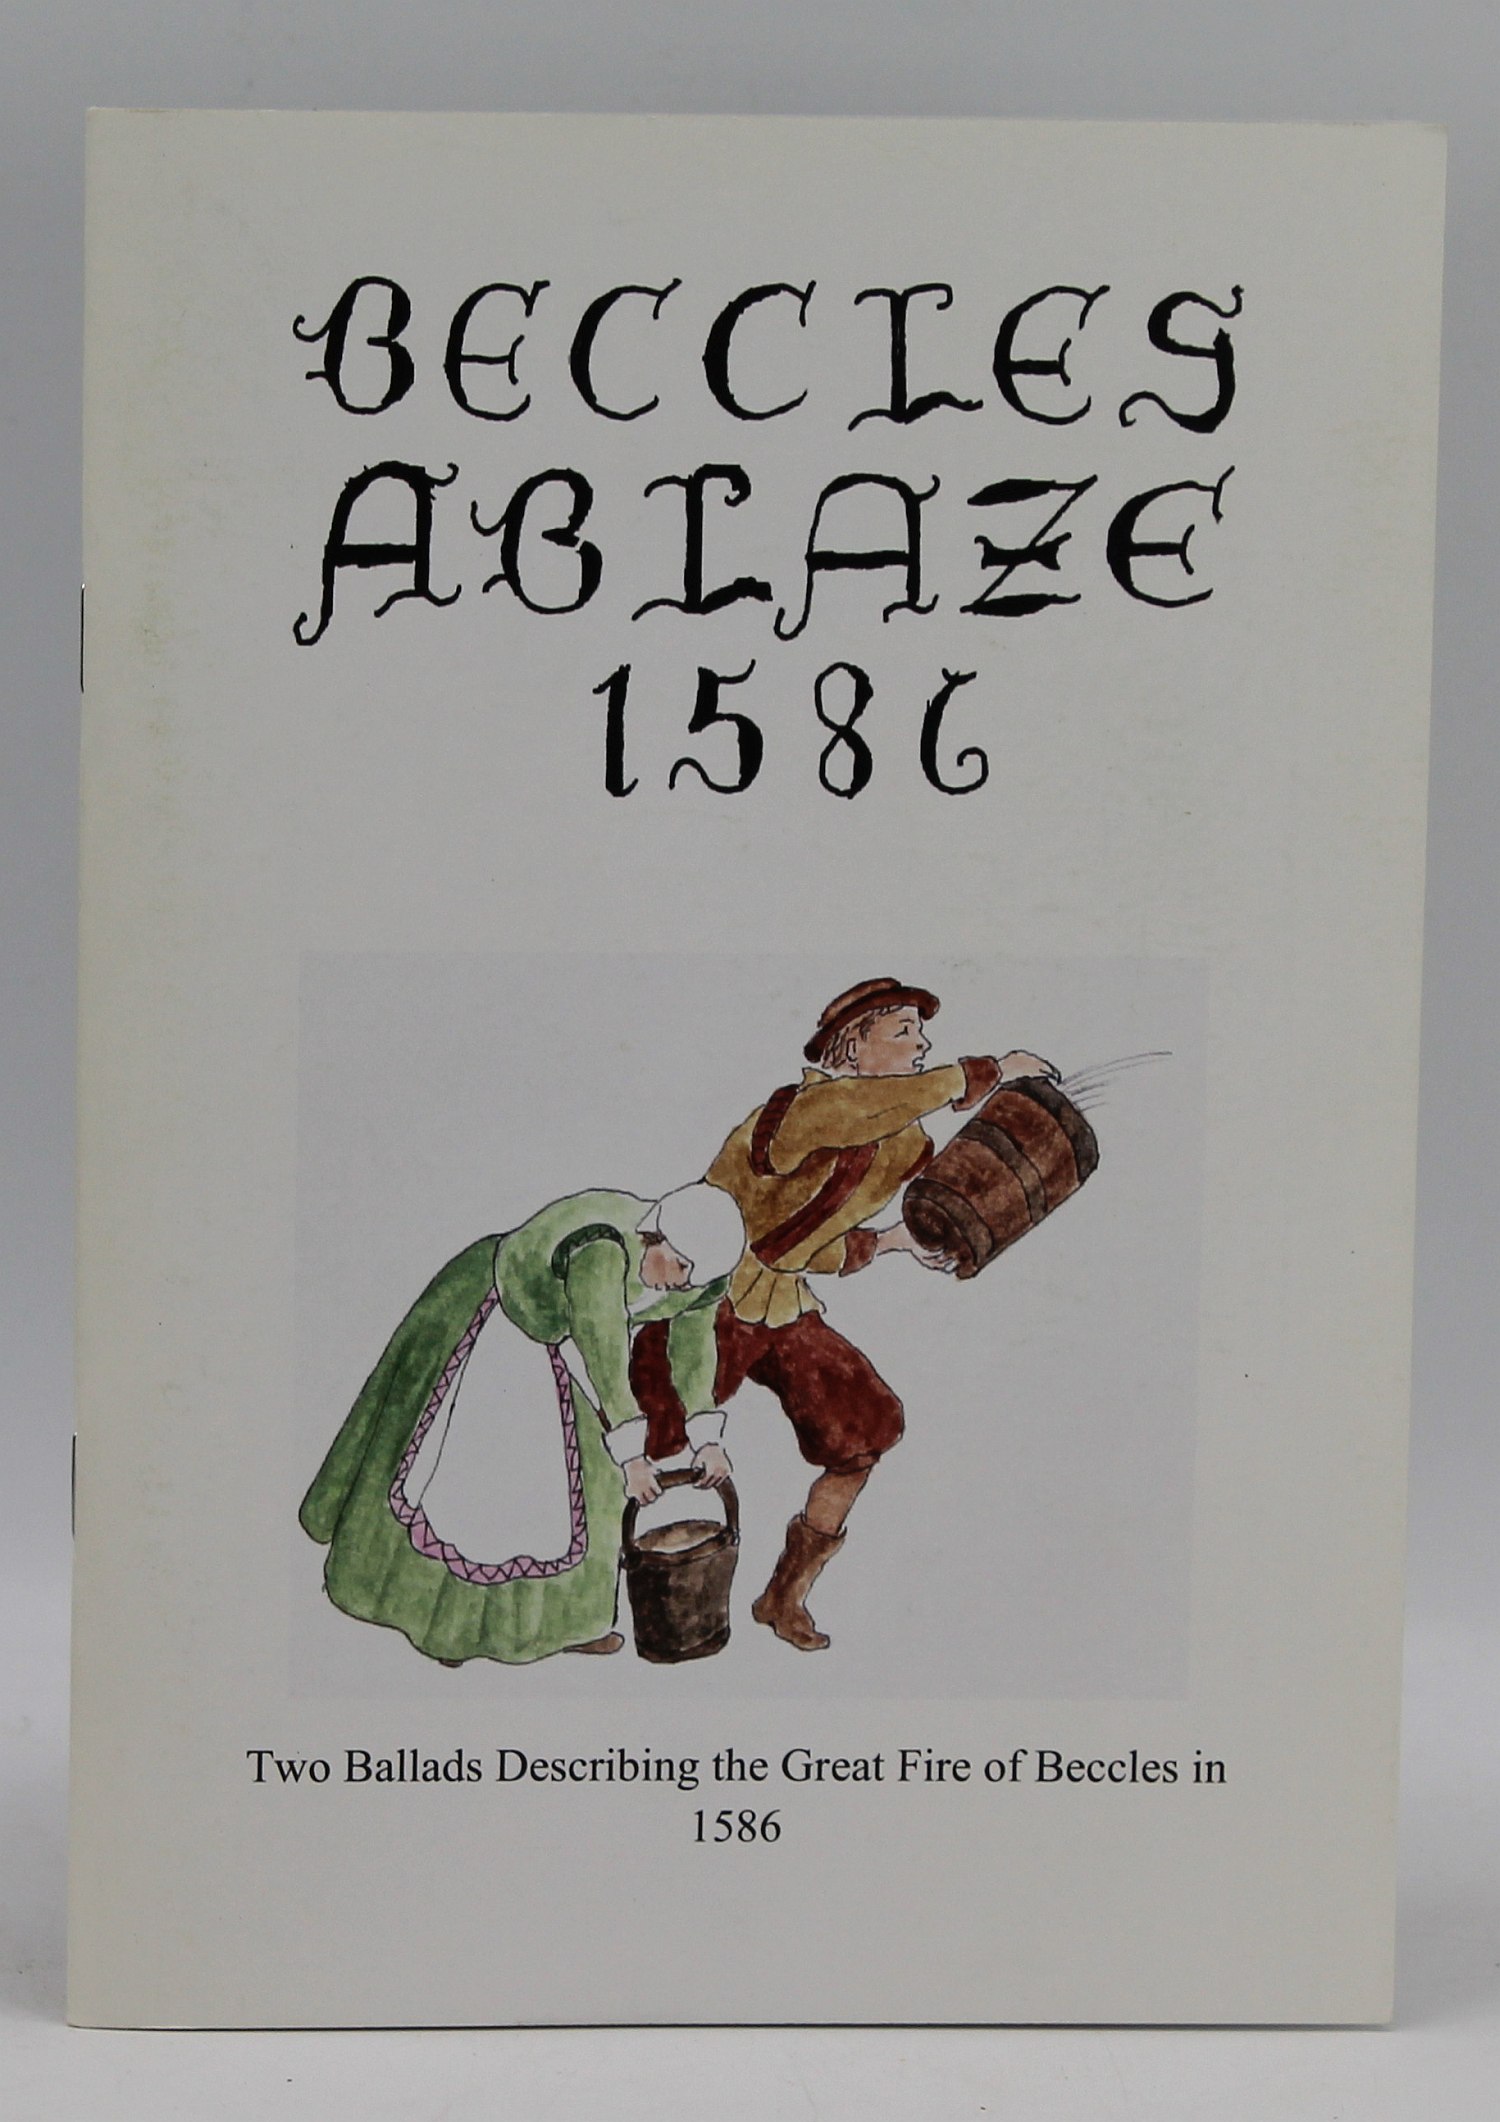 BECCLES
ABLAZE
1586
Two Ballads Describing the Great Fire of Beccles in
1586